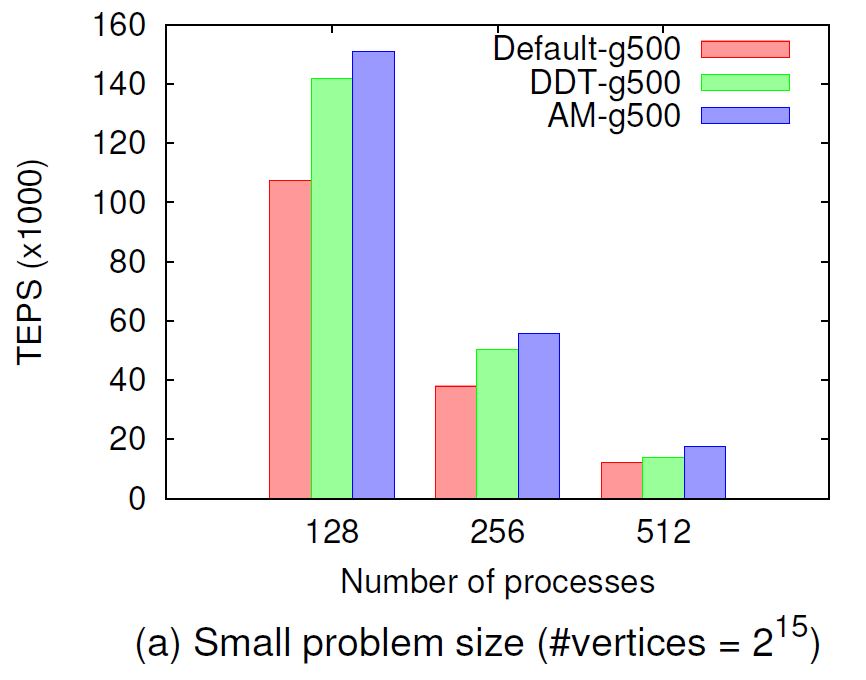 160
140
120
100
80
60
40
20
0
TEPS (x1000)
Default-g500
DDT-g500
AM-g500
128 256 512
Number of processes
(a) Small problem size (#vertices = 2^15)